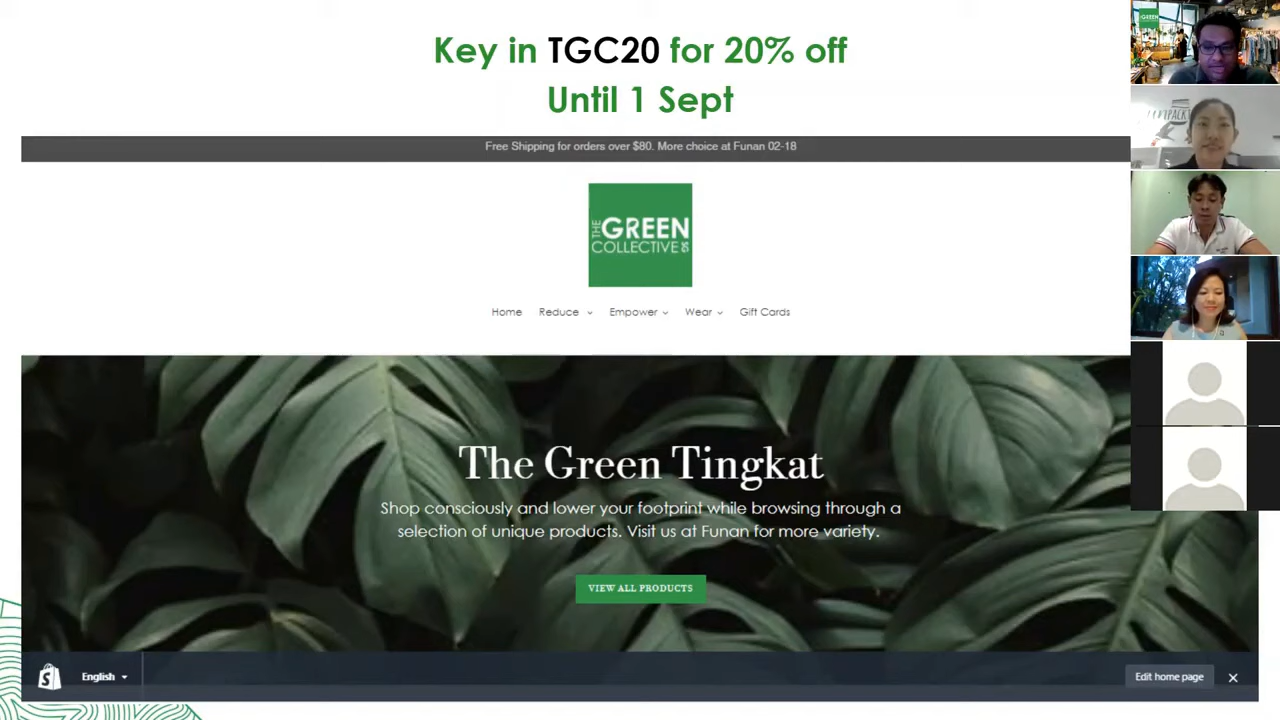 Key in TGC20 for 20% off
Until 1 Sept
Free Shipping for orders over $80. More choice at Funan 02-18
THE
GREEN
COLLECTIVE SG
Home Reduce Empower Wear Gift Cards
The Green Tingkat
Shop consciously and lower your footprint while browsing through a
selection of unique products. Visit us at Funan for more variety.
VIEW ALL PRODUCTS
English
Edit home page
GREEN